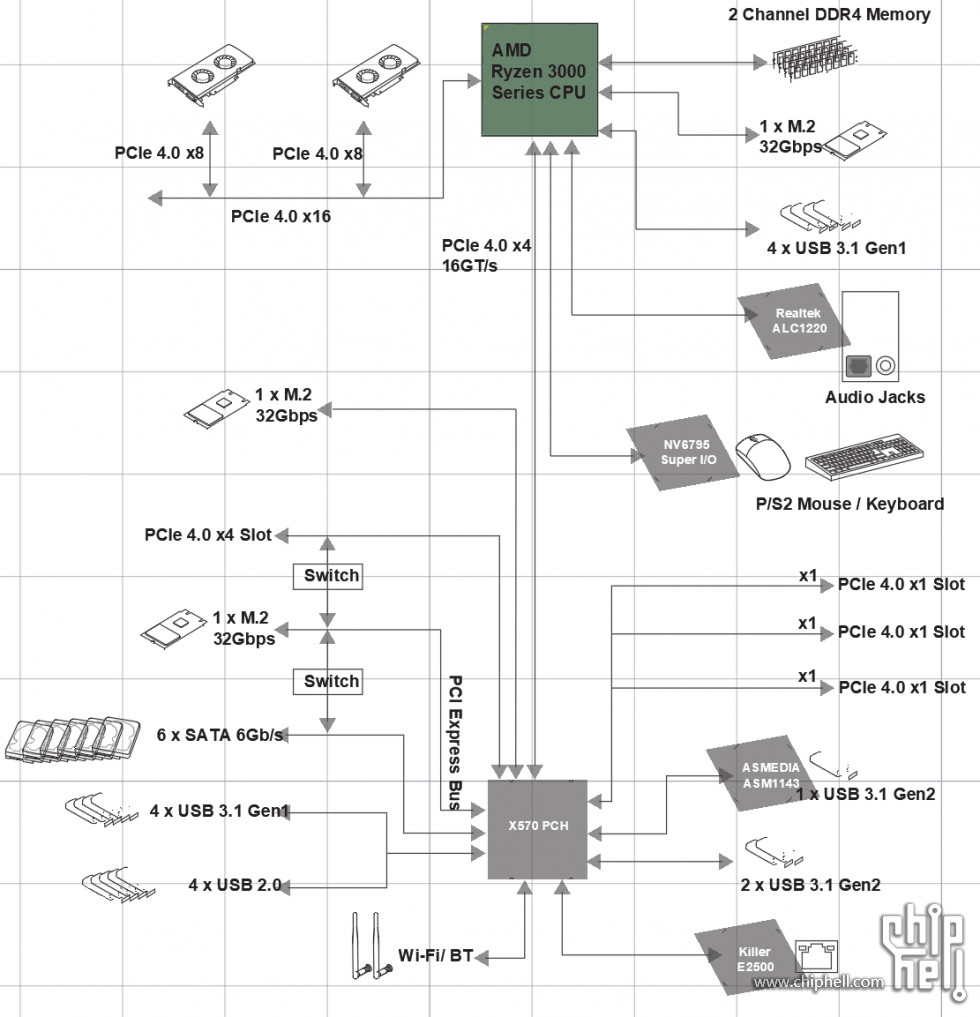 2 Channel DDR4 Memory
AMD
Ryzen 3000
Series CPU
1 x M.2
32Gbps
PCIe 4.0 x8
PCIe 4.0 x8
PCIe 4.0 x16
PCIe 4.0 x4
16GT/s
4 x USB 3.1 Gen1
Realtek
ALC1220
Audio Jacks
1 x M.2
32Gbps
NV6795
Super I/O
P/S2 Mouse / Keyboard
PCIe 4.0 x4 Slot
Switch
x1
PCIe 4.0 x1 Slot
1 x M.2
32Gbps
x1
PCIe 4.0 x1 Slot
Switch
x1
PCIe 4.0 x1 Slot
PCI Express Bus
6 x SATA 6Gb/s
ASMEDIA
ASM1143
1 x USB 3.1 Gen2
4 x USB 3.1 Gen1
X570 PCH
4 x USB 2.0
2 x USB 3.1 Gen2
Wi-Fi/ BT
Killer
E2500
chip
hell
www.chiphell.com